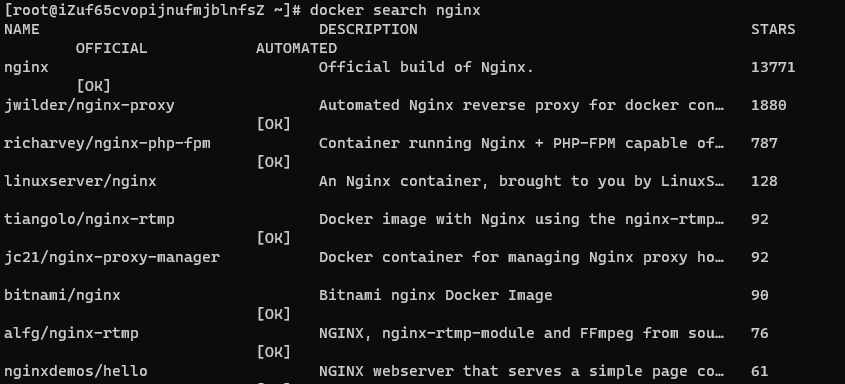 [root@iZuf65cvopijnufmjblnfsZ ~]# docker search nginx
NAME DESCRIPTION STARS
OFFICIAL AUTOMATED
nginx Official build of Nginx. 13771
[OK]
jwilder/nginx-proxy Automated Nginx reverse proxy for docker con… 1880
[OK]
richarvey/nginx-php-fpm Container running Nginx + PHP-FPM capable of… 787
[OK]
linuxserver/nginx An Nginx container, brought to you by LinuxS… 128
tiangolo/nginx-rtmp Docker image with Nginx using the nginx-rtmp… 92
[OK]
jc21/nginx-proxy-manager Docker container for managing Nginx proxy ho… 92
bitnami/nginx Bitnami nginx Docker Image 90
[OK]
alfg/nginx-rtmp NGINX, nginx-rtmp-module and FFmpeg from sou… 76
[OK]
nginxdemos/hello NGINX webserver that serves a simple page co… 61